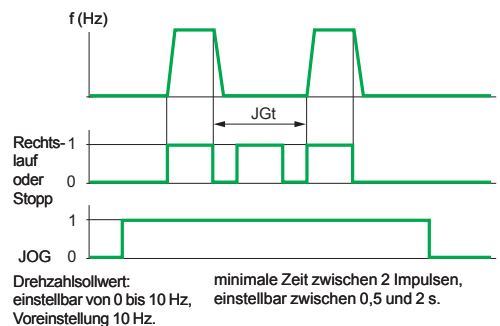 f (Hz)
JGt
Rechts-
lauf
oder
Stopp
1
0
1
JOG 0
Drehzahlsollwert:
einstellbar von 0 bis 10 Hz,
Voreinstellung 10 Hz.
minimale Zeit zwischen 2 Impulsen,
einstellbar zwischen 0,5 und 2 s.